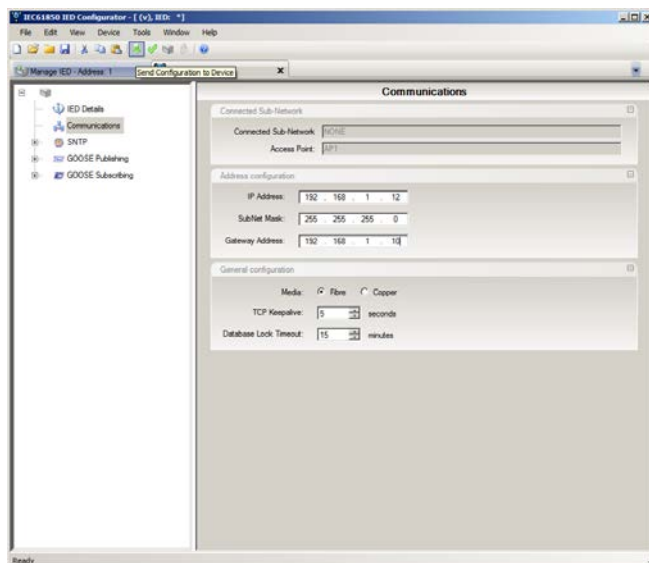 IEC61850 IED Configurator - [ (v), IED: *]
File Edit View Device Tools Window Help
Manage IED - Address: 1
Send Configuration to Device
x
Communications
IED Details
Communications
SNTP
GOOSE Publishing
GOOSE Subscribing
Connected Sub-Network
Connected Sub-Network: NONE
Access Point: AP1
Address configuration
IP Address: 192 . 168 . 1 . 12
SubNet Mask: 255 . 255 . 255 . 0
Gateway Address: 192 . 168 . 1 . 10
General configuration
Media: Fibre Copper
TCP Keepalive: 5 seconds
Database Lock Timeout: 15 minutes
Ready